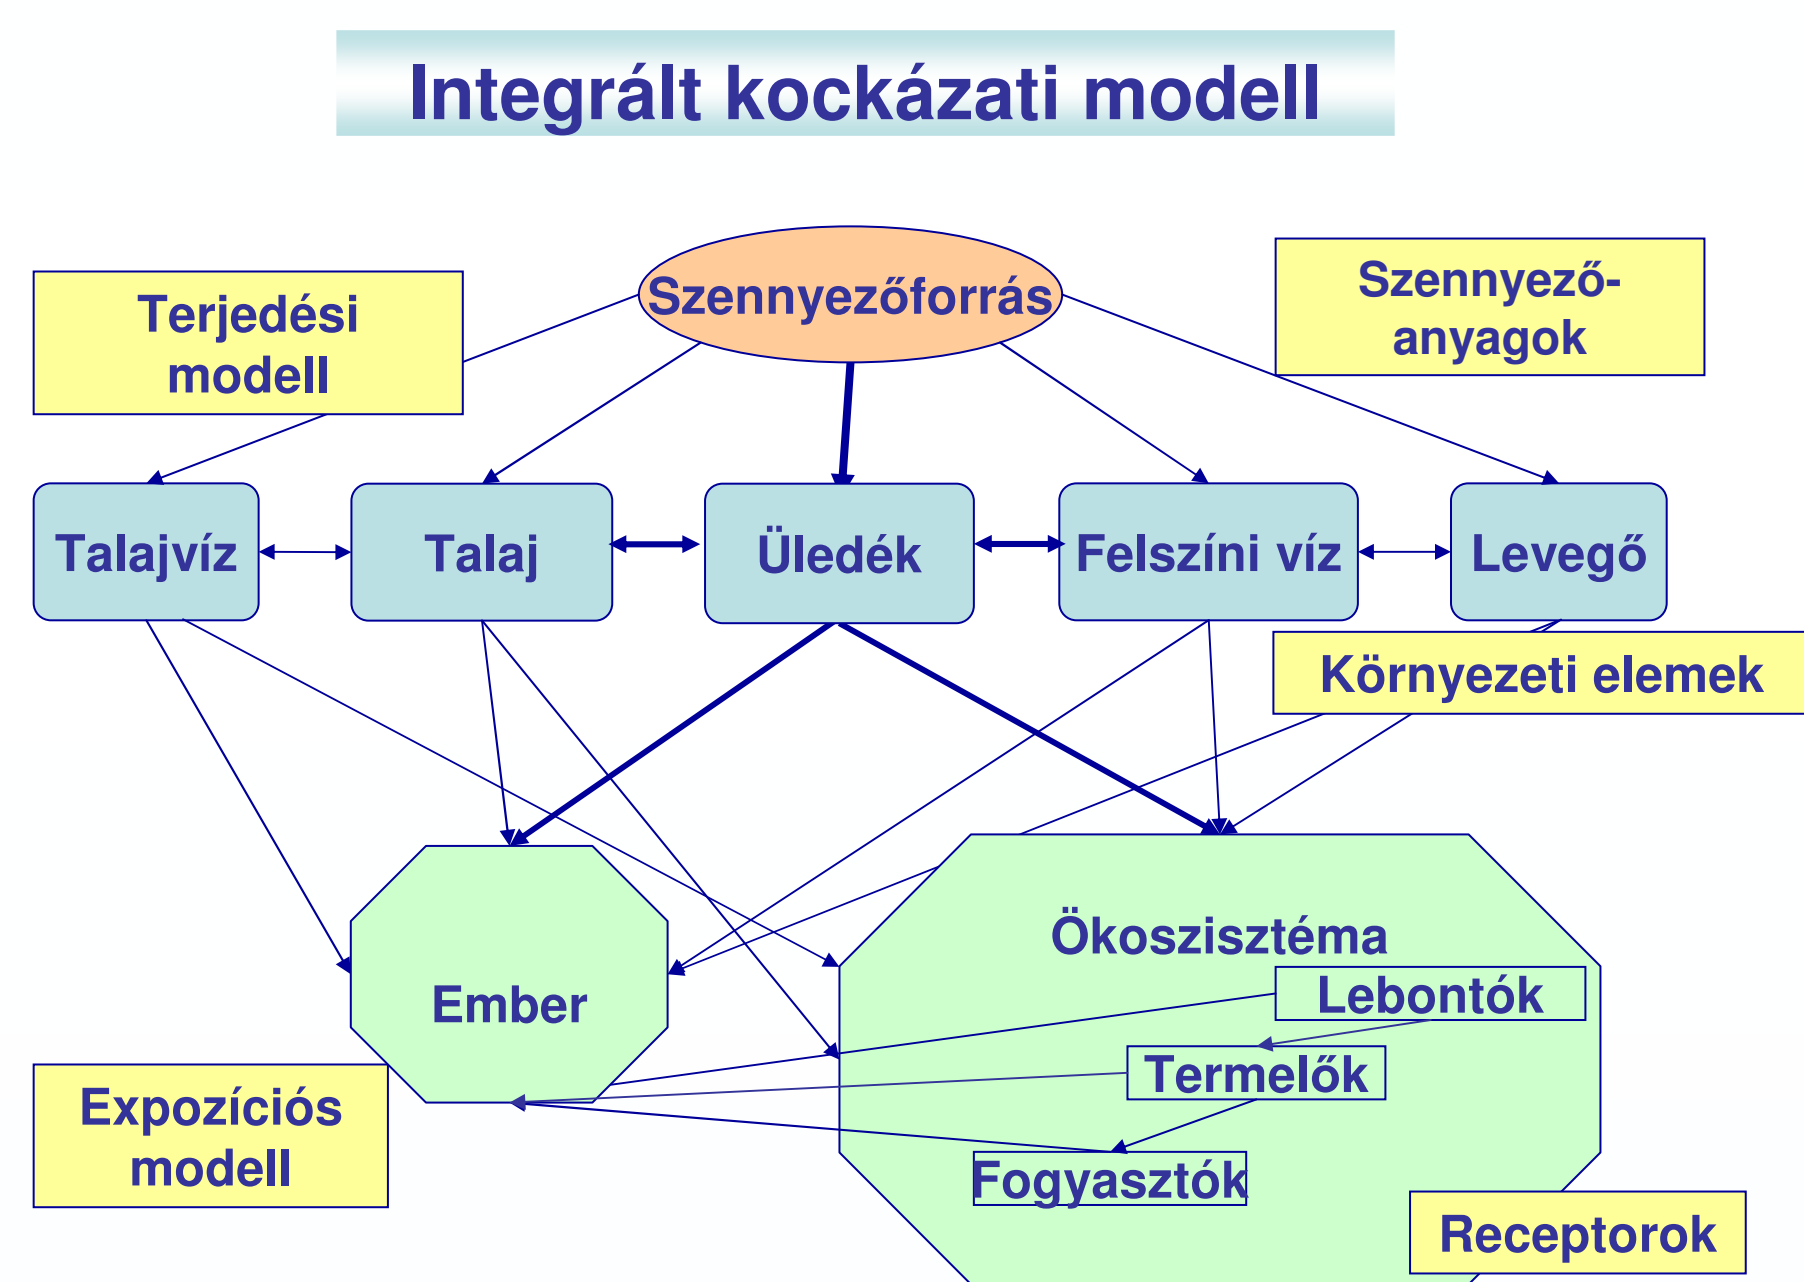 Integrált kockázati modell
Szennyezőforrás
Szennyező-
anyagok
Terjedési
modell
Talajvíz
Talaj
Üledék
Felszíni víz
Levegő
Környezeti elemek
Ökoszisztéma
Ember
Lebontók
Termelők
Expozíciós
modell
Fogyasztók
Receptorok